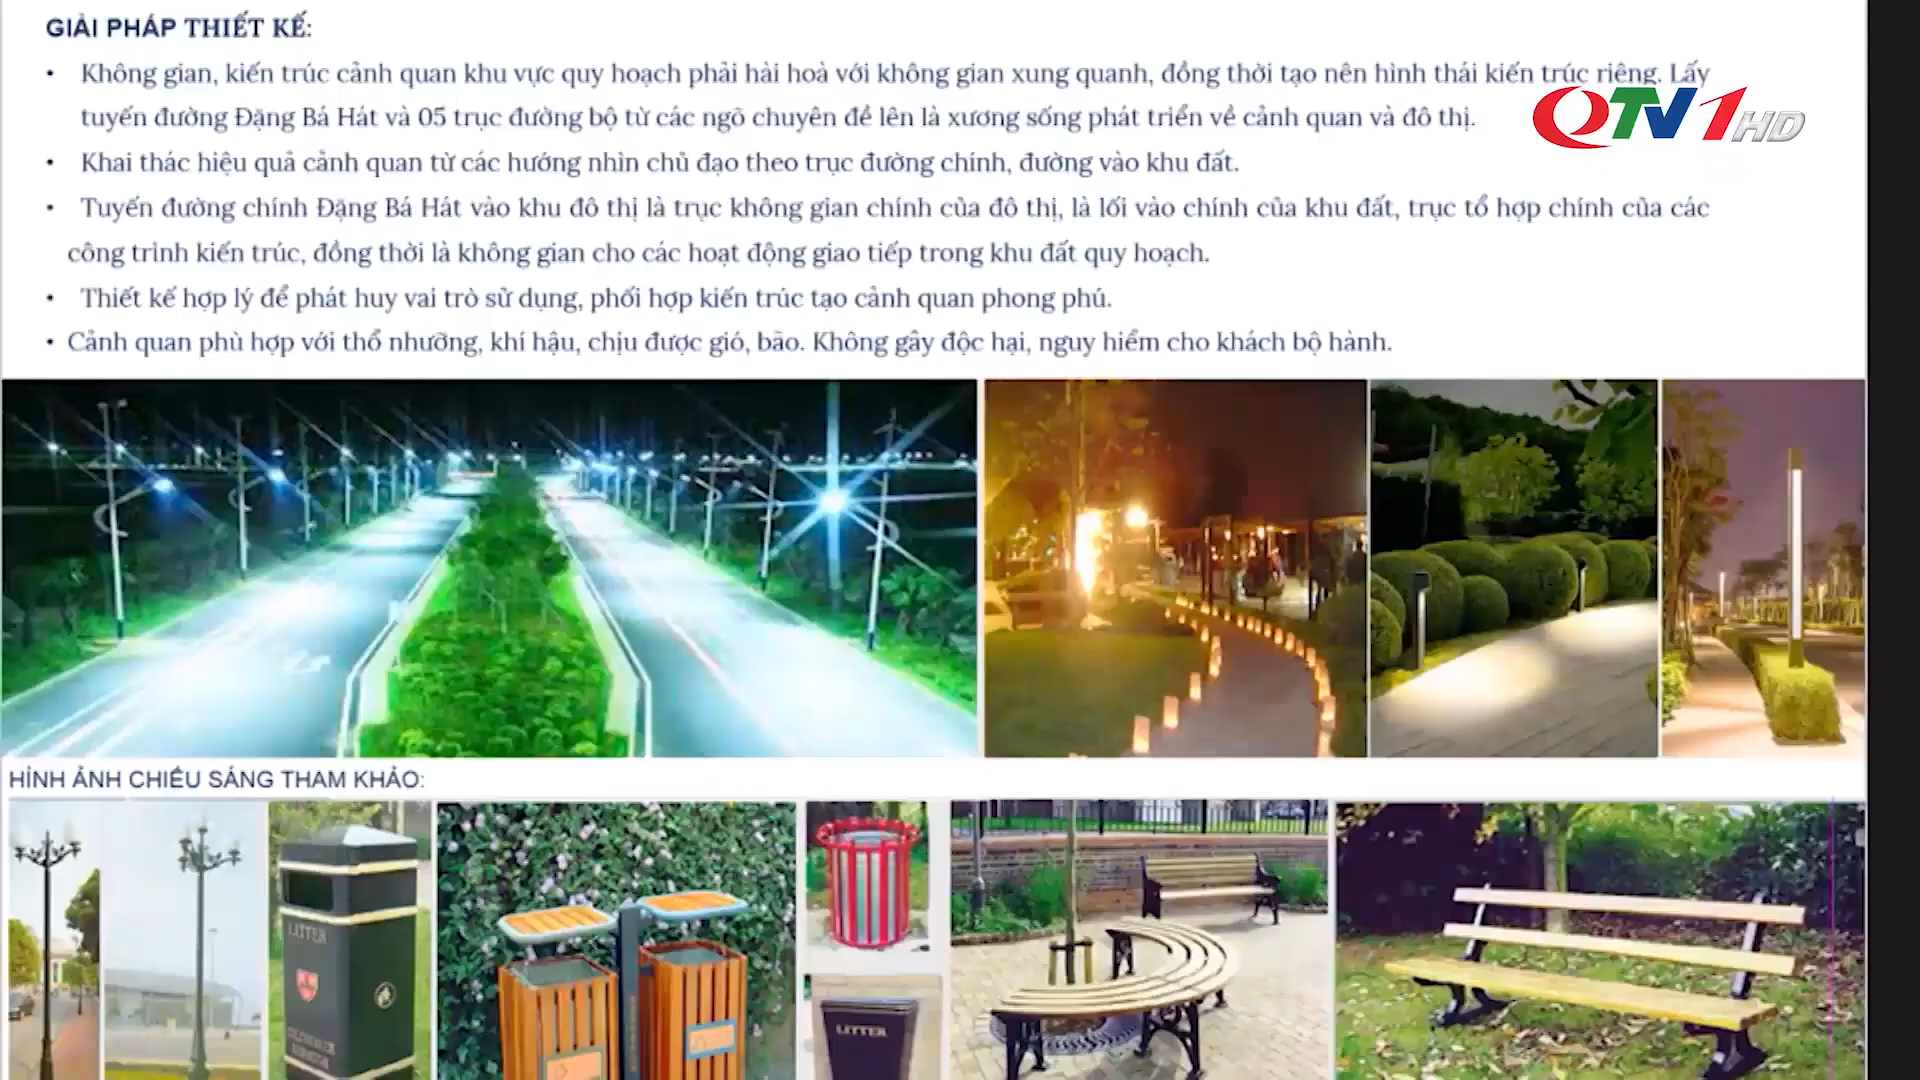 GIẢI PHÁP THIẾT KẾ:
• Không gian, kiến trúc cảnh quan khu vực quy hoạch phải hài hoà với không gian xung quanh, đồng thời tạo nên hình thái kiến trúc riêng. Lấy
tuyến đường Đặng Bá Hát và 05 trục đường bộ từ các ngõ chuyên đề lên là xương sống phát triển về cảnh quan và đô thị.
QTV1HD
• Khai thác hiệu quả cảnh quan từ các hướng nhìn chủ đạo theo trục đường chính, đường vào khu đất.
• Tuyến đường chính Đặng Bá Hát vào khu đô thị là trục không gian chính của đô thị, là lối vào chính của khu đất, trục tổ hợp chính của các
công trình kiến trúc, đồng thời là không gian cho các hoạt động giao tiếp trong khu đất quy hoạch.
• Thiết kế hợp lý để phát huy vai trò sử dụng, phối hợp kiến trúc tạo cảnh quan phong phú.
• Cảnh quan phù hợp với thổ nhưỡng, khí hậu, chịu được gió, bão. Không gây độc hại, nguy hiểm cho khách bộ hành.
HÌNH ẢNH CHIẾU SÁNG THAM KHẢO:
LITTER
LITTER